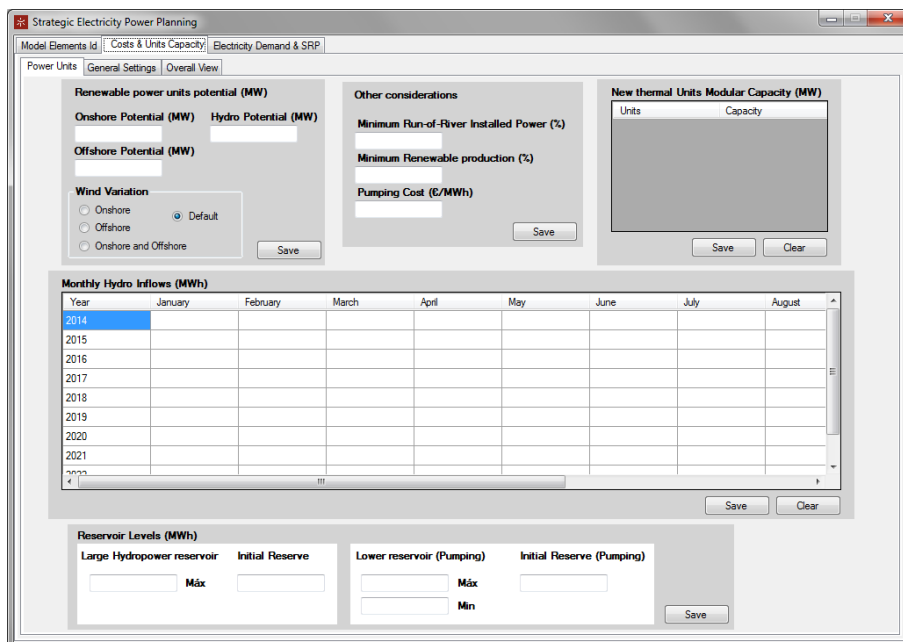 Strategic Electricity Power Planning
Model Elements Id Costs & Units Capacity Electricity Demand & SRP
Power Units General Settings Overall View
Renewable power units potential (MW)
Onshore Potential (MW) Hydro Potential (MW)
Offshore Potential (MW)
Wind Variation
Onshore
Default
Offshore
Onshore and Offshore
Save
Other considerations
Minimum Run-of-River Installed Power (%)
Minimum Renewable production (%)
Pumping Cost (€/MWh)
Save
New thermal Units Modular Capacity (MW)
Units Capacity
Save Clear
Monthly Hydro Inflows (MWh)
Year January February March April May June July August
2014
2015
2016
2017
2018
2019
2020
2021
2022
Save Clear
Reservoir Levels (MWh)
Large Hydropower reservoir Initial Reserve
Máx
Lower reservoir (Pumping) Initial Reserve (Pumping)
Máx
Min
Save